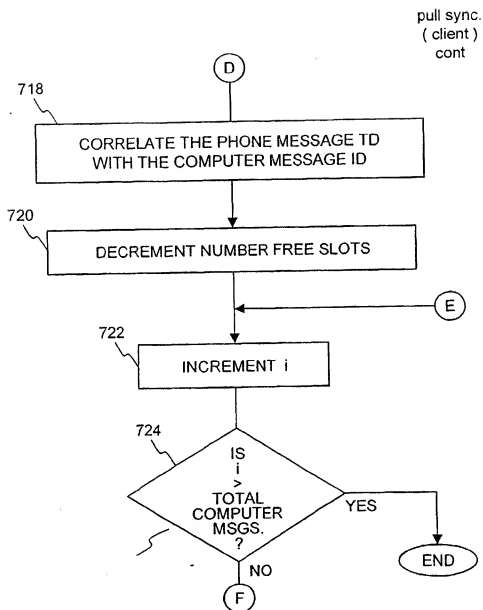 pull sync.
( client )
cont
D
718
CORRELATE THE PHONE MESSAGE TD
WITH THE COMPUTER MESSAGE ID
720
DECREMENT NUMBER FREE SLOTS
E
722
INCREMENT i
724
IS
i
>
TOTAL
COMPUTER
MSGS.
?
YES
END
NO
F